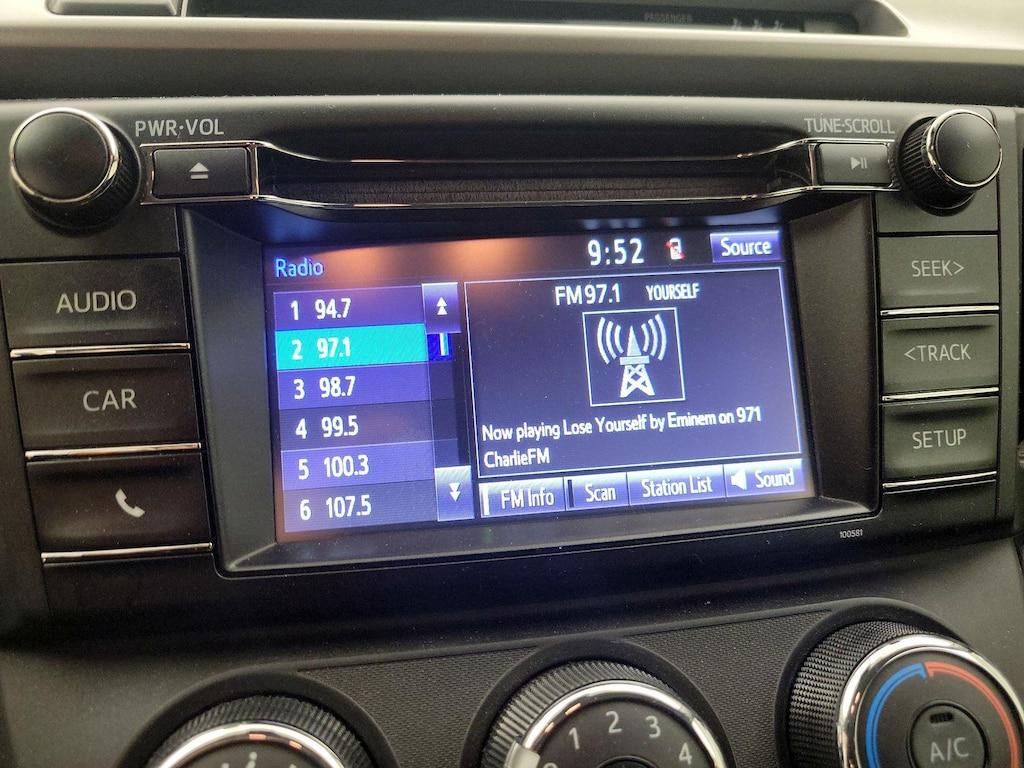 PASSENGER
PWR·VOL
TUNE·SCROLL
AUDIO
CAR
SEEK>
<TRACK
SETUP
Radio
9:52
Source
1 94.7
2 97.1
3 98.7
4 99.5
5 100.3
6 107.5
FM 97.1 YOURSELF
Now playing Lose Yourself by Eminem on 971
CharlieFM
FM Info
Scan
Station List
Sound
100581
1 2 3 4
A/C